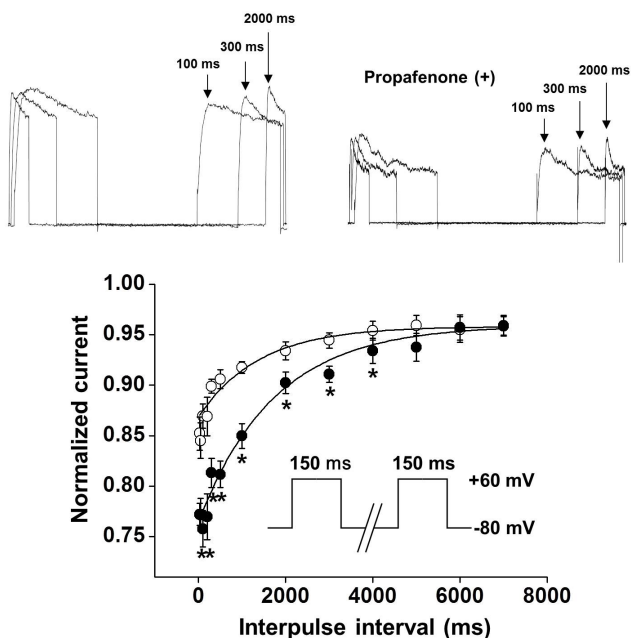 2000 ms
300 ms
100 ms
Propafenone (+)
2000 ms
300 ms
100 ms
1.00
0.95
0.90
0.85
0.80
0.75
Normalized current
*
*
*
*
**
**
150 ms
150 ms
+60 mV
-80 mV
0
2000
4000
6000
8000
Interpulse interval (ms)